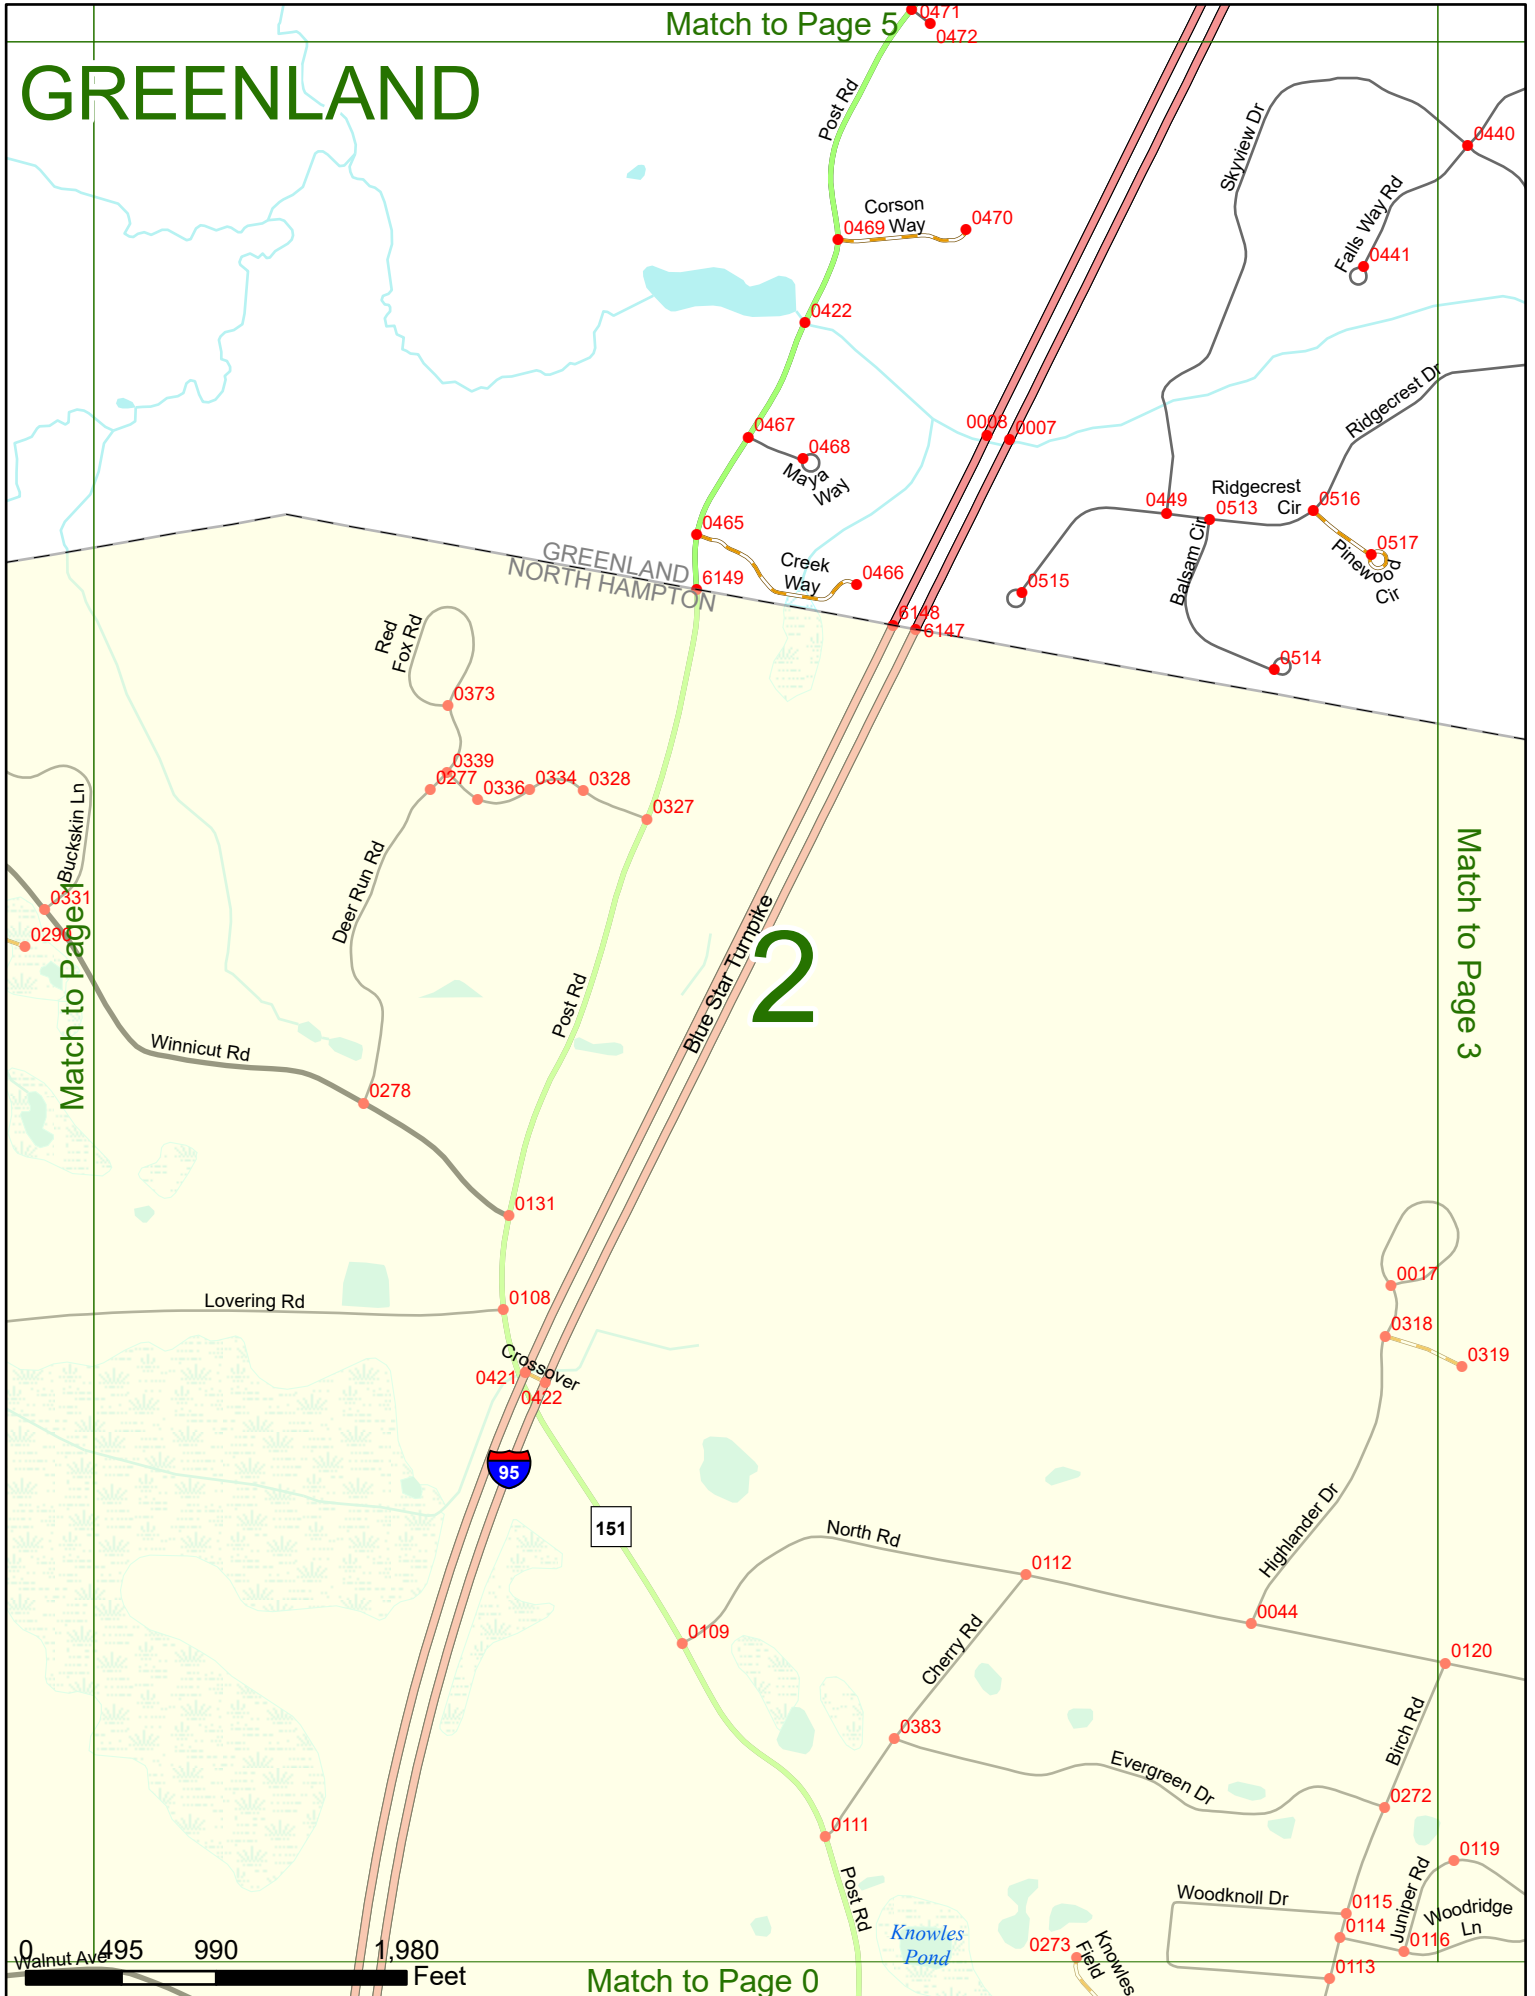 Match to Page 5
0471
0472
GREENLAND
Post Rd
Skyview Dr
0440
Falls Way Rd
Corson
Way
0469
0470
0441
0422
Ridgecrest Dr
0467
0468
Maya
Way
0008
0007
0449
Ridgecrest
Cir
0513
0516
0465
GREENLAND
NORTH HAMPTON
6149
Creek
Way
0466
Balsam Cir
0517
Pinewood
Cir
0515
6148
6147
0514
Red
Fox Rd
0373
0339
0277
0336
0334
0328
0327
Buckskin Ln
Deer Run Rd
0331
0290
Match to Page 1
Match to Page 3
Blue Star Turnpike
2
Post Rd
Winnicut Rd
0278
0131
0017
Lovering Rd
0108
0318
0319
Crossover
0421
0422
95
151
North Rd
0112
Highlander Dr
0044
0109
Cherry Rd
0120
0383
Birch Rd
Evergreen Dr
0272
0111
0119
Post Rd
Woodknoll Dr
0115
Juniper Rd
Woodridge
Ln
0114
0116
Knowles
Pond
0273
Knowles
Field
0113
0 495 990 1,980
Feet
Walnut Ave
Match to Page 0